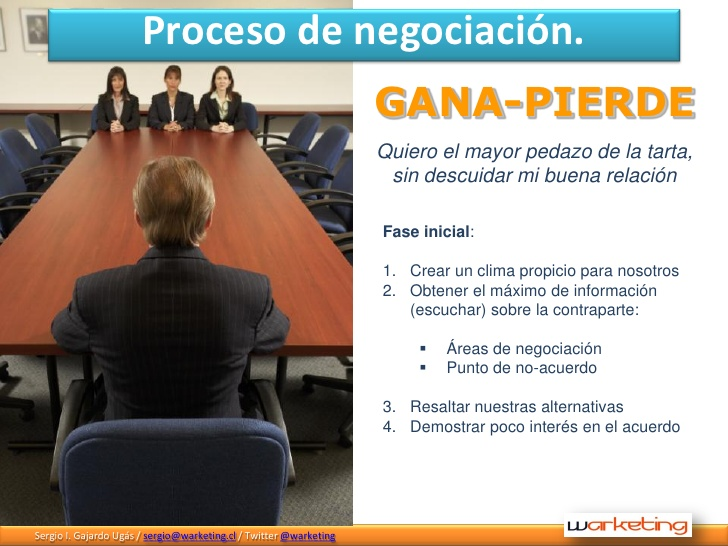 Proceso de negociación.
GANA-PIERDE
Quiero el mayor pedazo de la tarta,
sin descuidar mi buena relación
Fase inicial:
1. Crear un clima propicio para nosotros
2. Obtener el máximo de información
(escuchar) sobre la contraparte:
▪ Áreas de negociación
▪ Punto de no-acuerdo
3. Resaltar nuestras alternativas
4. Demostrar poco interés en el acuerdo
Sergio I. Gajardo Ugás / sergio@warketing.cl / Twitter @warketing
warketing